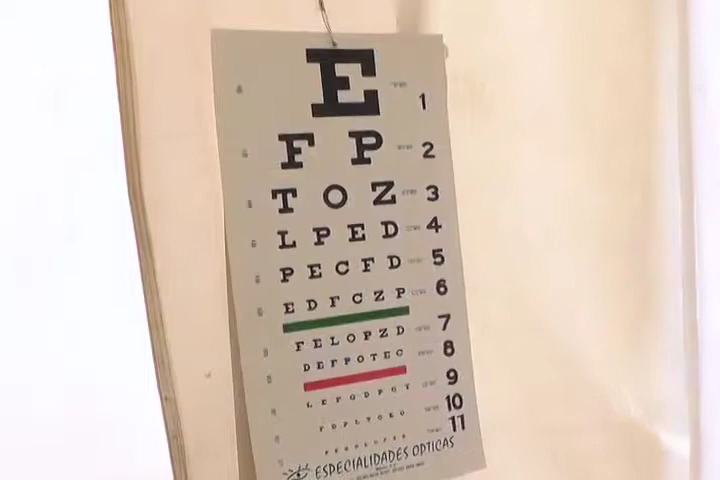 E 1
F P 2
T O Z 3
L P E D 4
P E C F D 5
E D F C Z P 6
F E L O P Z D 7
D E F P O T E C 8
L E F O D P C T 9
F D P L T C E O 10
11
ESPECIALIDADES OPTICAS